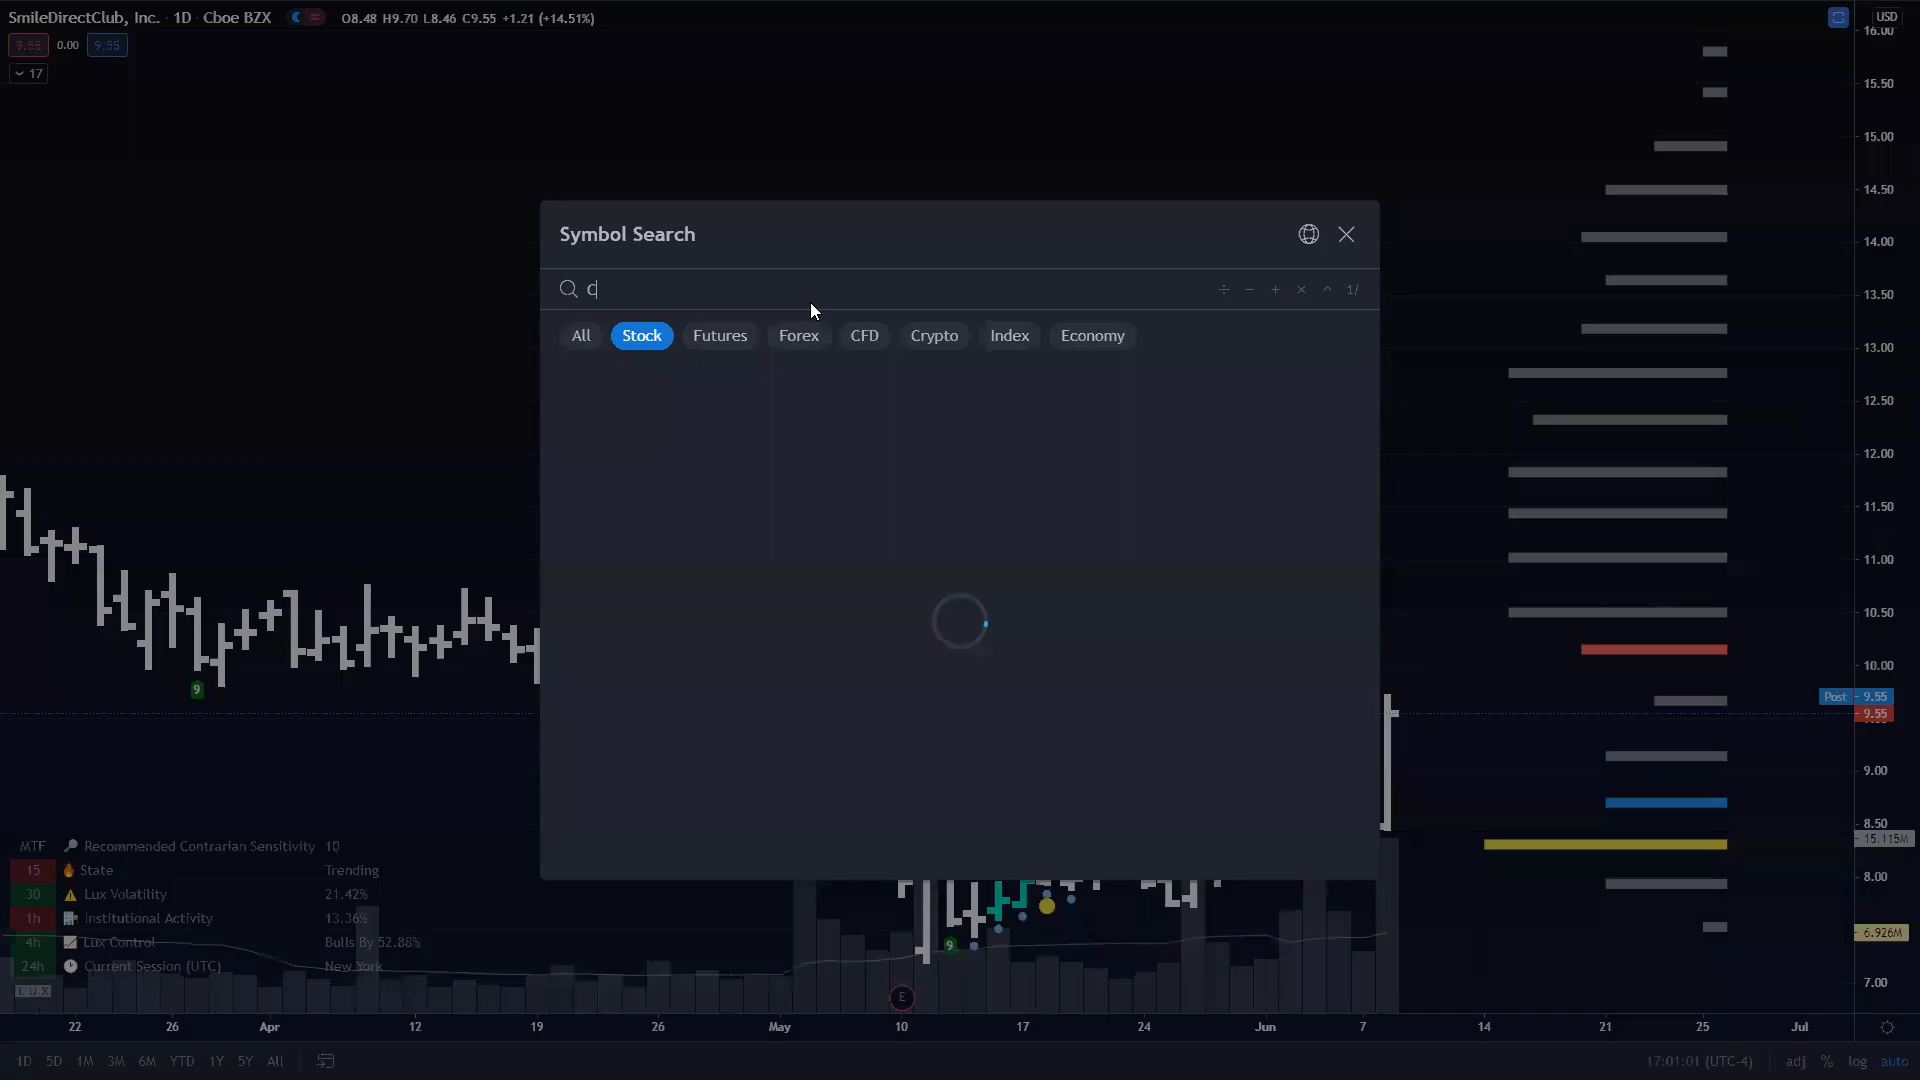 SmileDirectClub, Inc. · 1D · Cboe BZX O8.48 H9.70 L8.46 C9.55 +1.21 (+14.51%)
USD
9.55 0.00 9.55
17
16.00
15.50
15.00
14.50
14.00
13.50
13.00
12.50
12.00
11.50
11.00
10.50
10.00
Post 9.55
9.55
9.00
8.50
15.115M
8.00
6.926M
7.00
Symbol Search
C
÷ − + × ^ 1/
All Stock Futures Forex CFD Crypto Index Economy
9
9
E
MTF Recommended Contrarian Sensitivity 10
15 State Trending
30 Lux Volatility 21.42%
1h Institutional Activity 13.36%
4h Lux Control Bulls By 52.88%
24h Current Session (UTC) New York
LUX
22 26 Apr 12 19 26 May 10 17 24 Jun 7 14 21 25 Jul
1D 5D 1M 3M 6M YTD 1Y 5Y All
17:01:01 (UTC-4) adj % log auto